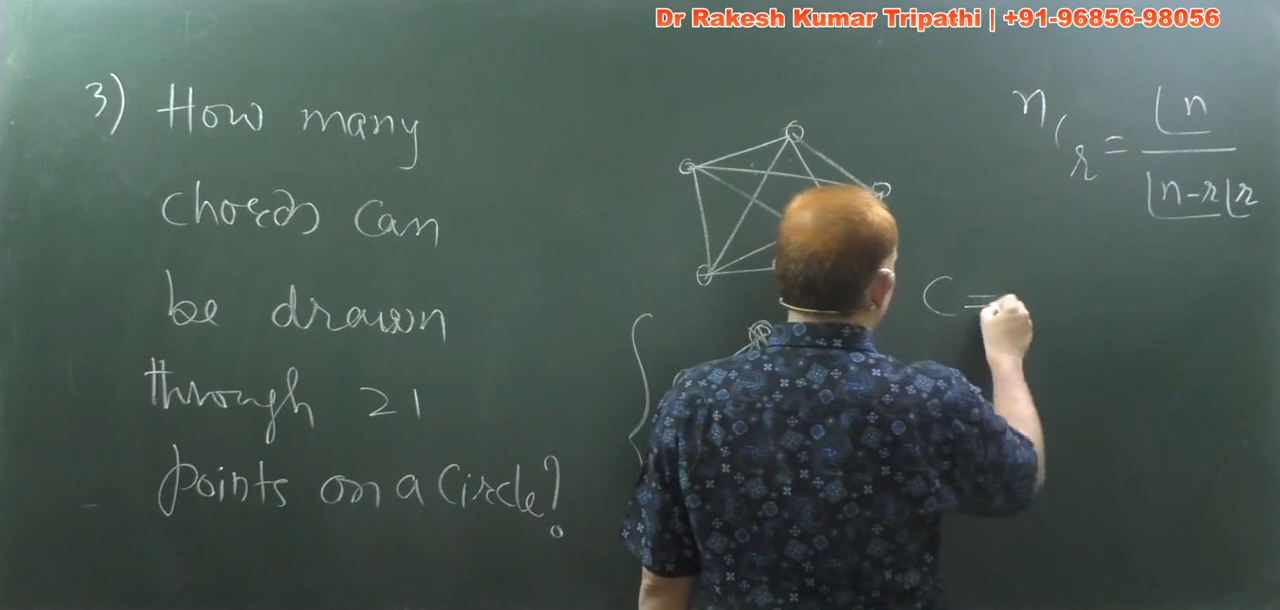 Dr Rakesh Kumar Tripathi | +91-96856-98056
3) How many
chords can
be drawn
through 21
points on a Circle?
nCr = ⌊n / ⌊n-r ⌊r
C =